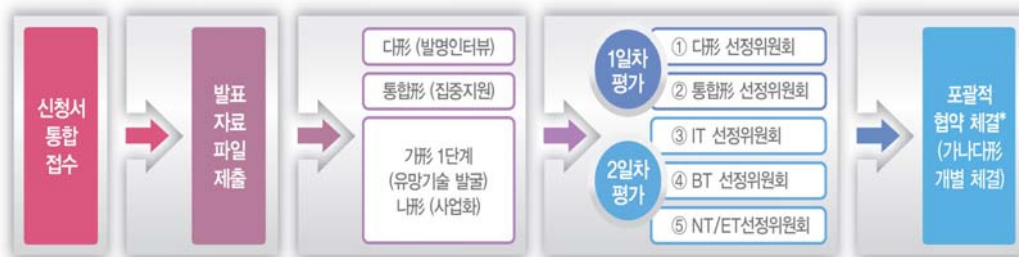 신청서
통합
접수
발표
자료
파일
제출
다形 (발명인터뷰)
통합形 (집중지원)
가形 1단계
(유망기술 발굴)
나形 (사업화)
1일차
평가
① 다形 선정위원회
② 통합形 선정위원회
2일차
평가
③ IT 선정위원회
④ BT 선정위원회
⑤ NT/ET선정위원회
포괄적
협약 체결*
(가나다形
개별 체결)